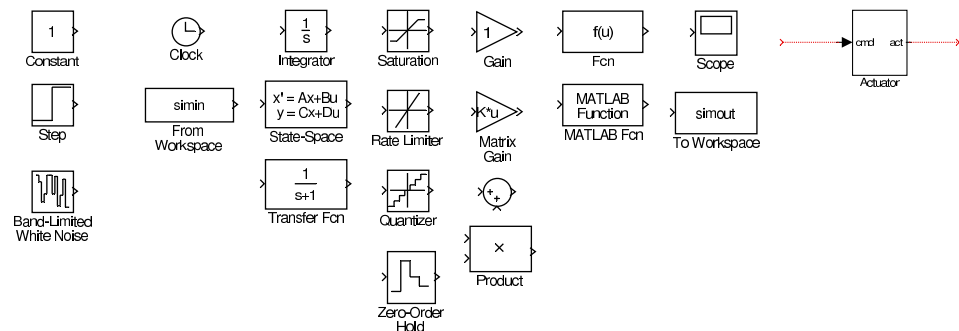 1
Constant
Clock
1
s
Integrator
Saturation
1
Gain
f(u)
Fcn
Scope
cmd act
Actuator
Step
simin
From
Workspace
x' = Ax+Bu
y = Cx+Du
State-Space
Rate Limiter
K*u
Matrix
Gain
MATLAB
Function
MATLAB Fcn
simout
To Workspace
Band-Limited
White Noise
1
s+1
Transfer Fcn
Quantizer
+
+
×
Product
Zero-Order
Hold